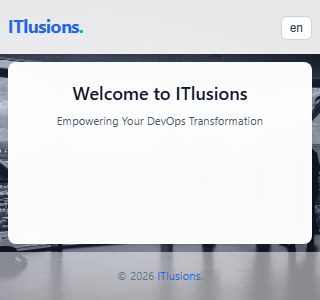 ITlusions.
en
Welcome to ITlusions
Empowering Your DevOps Transformation
© 2026 ITlusions.